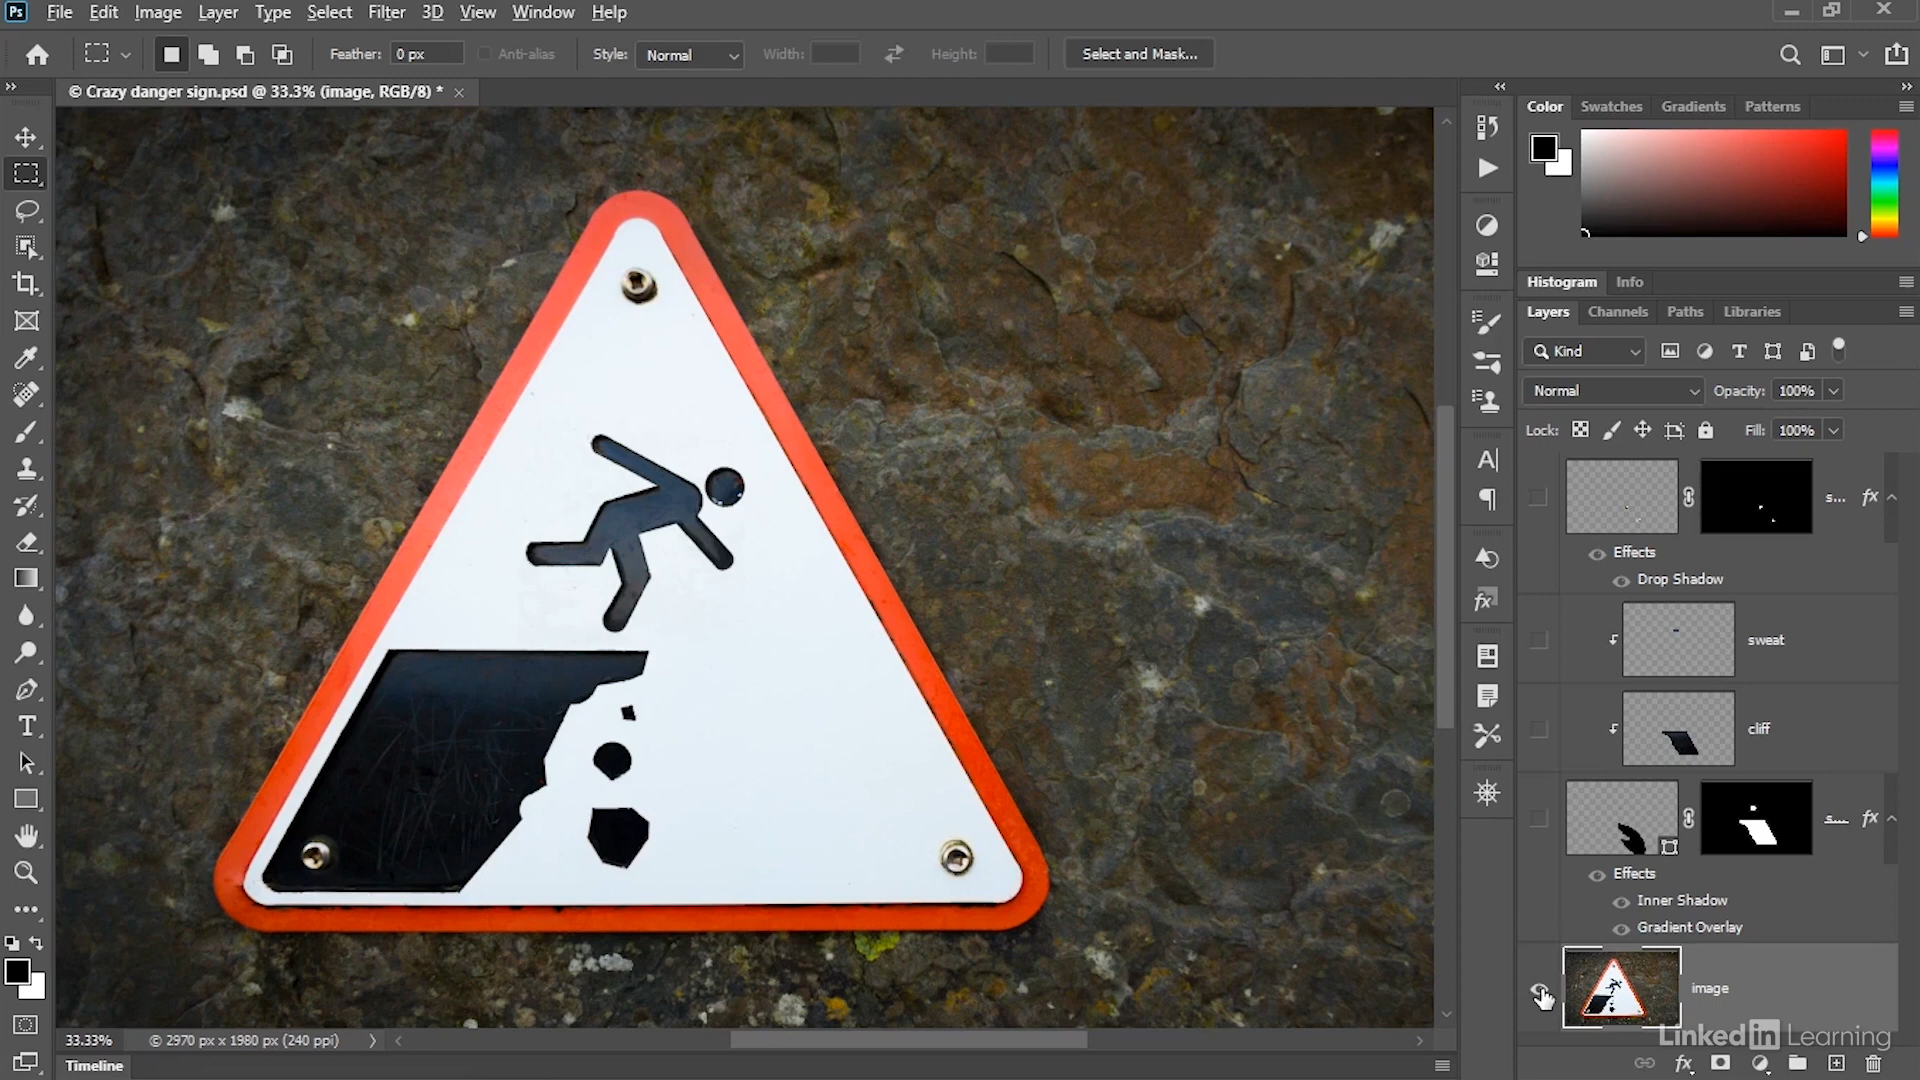 Ps File Edit Image Layer Type Select Filter 3D View Window Help
Feather: 0 px Anti-alias Style: Normal Width: Height: Select and Mask...
© Crazy danger sign.psd @ 33.3% (image, RGB/8) *
Color Swatches Gradients Patterns
Histogram Info
Layers Channels Paths Libraries
Kind
Normal Opacity: 100%
Lock: Fill: 100%
s... fx
Effects
Drop Shadow
sweat
cliff
s... fx
Effects
Inner Shadow
Gradient Overlay
image
33.33% © 2970 px x 1980 px (240 ppi)
Timeline
LinkedIn Learning